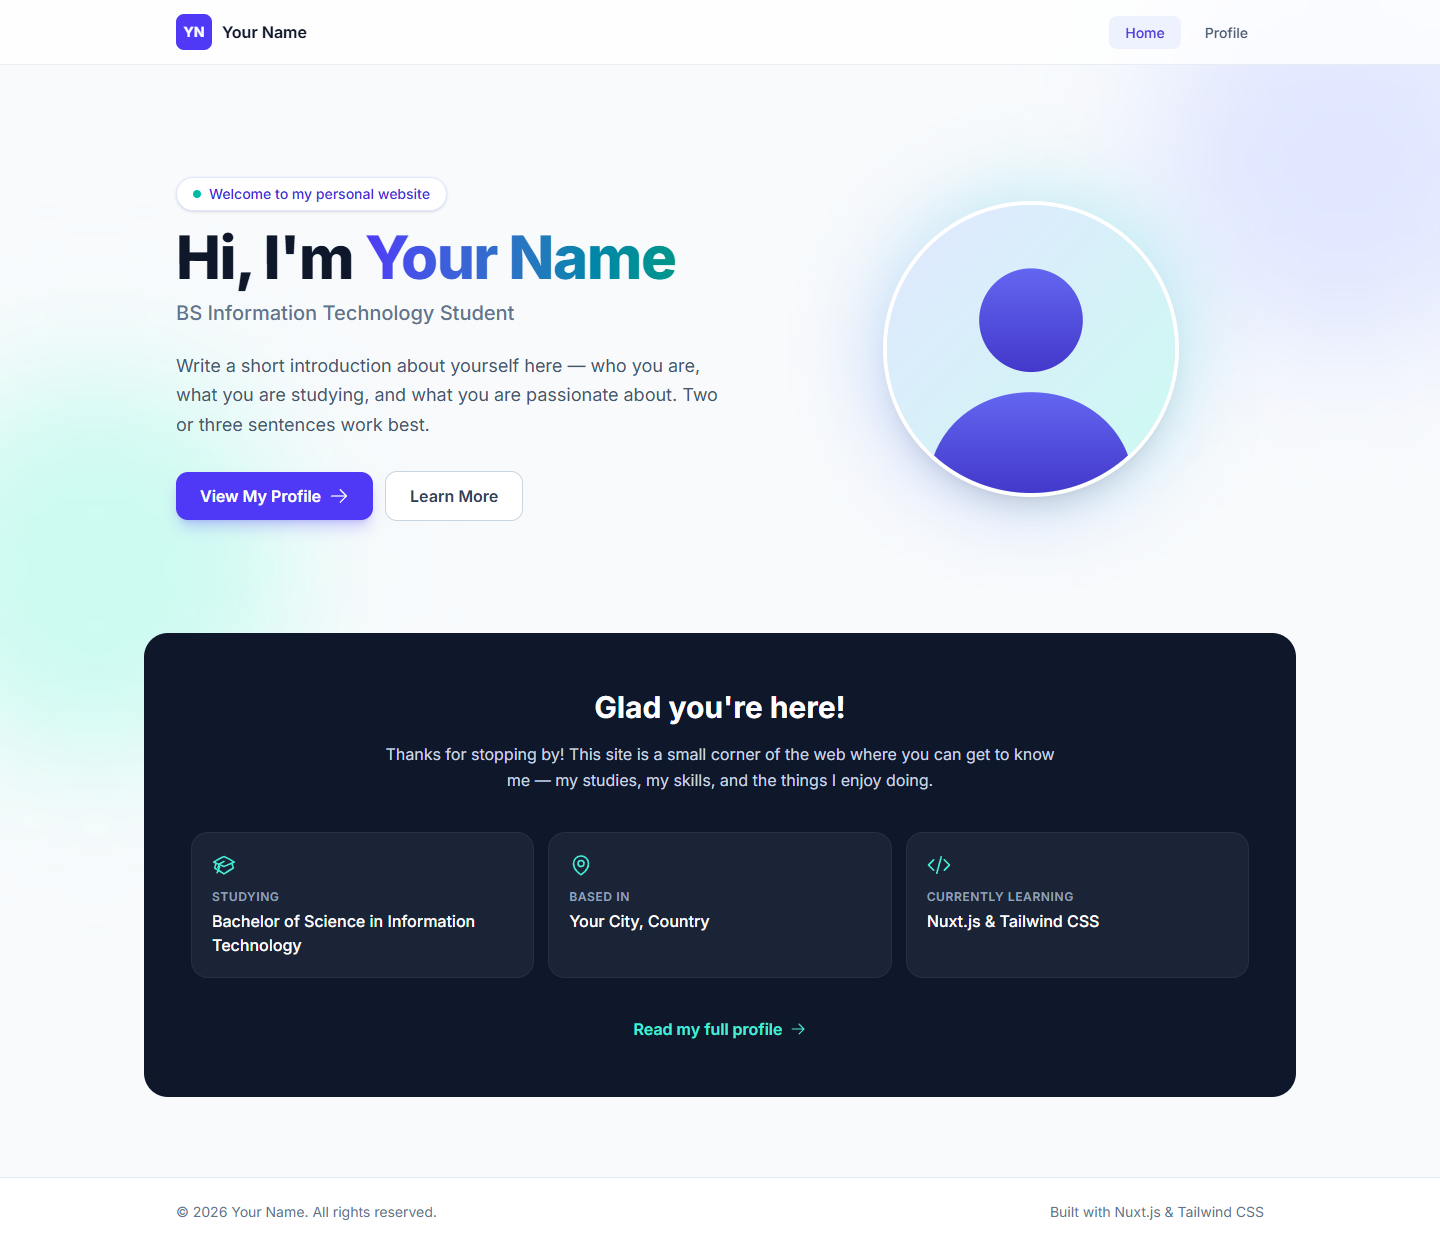 YN
Your Name
Home
Profile
Welcome to my personal website
Hi, I'm Your Name
BS Information Technology Student
Write a short introduction about yourself here — who you are,
what you are studying, and what you are passionate about. Two
or three sentences work best.
View My Profile →
Learn More
Glad you're here!
Thanks for stopping by! This site is a small corner of the web where you can get to know
me — my studies, my skills, and the things I enjoy doing.
STUDYING
Bachelor of Science in Information
Technology
BASED IN
Your City, Country
CURRENTLY LEARNING
Nuxt.js & Tailwind CSS
Read my full profile →
© 2026 Your Name. All rights reserved.
Built with Nuxt.js & Tailwind CSS